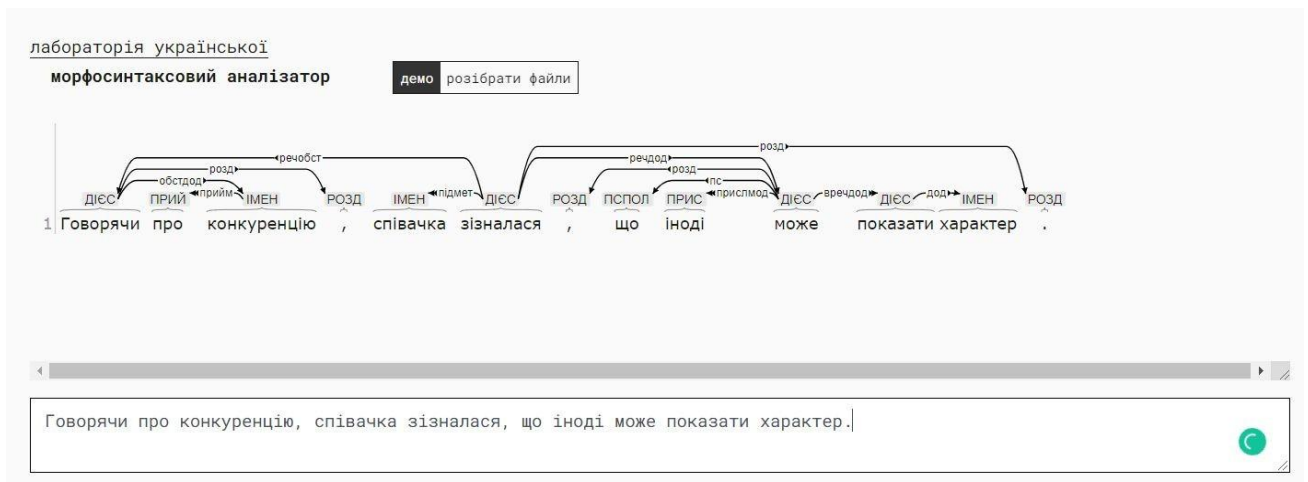 лабораторія української
морфосинтаксовий аналізатор демо розібрати файли
розд
речобст речдод
розд розд
обстдод пс
прийм підмет прислмод вречдод дод
ДІЄС ПРИЙ ІМЕН РОЗД ІМЕН ДІЄС РОЗД ПСПОЛ ПРИС ДІЄС ДІЄС ІМЕН РОЗД
1 Говорячи про конкуренцію , співачка зізналася , що іноді може показати характер .
Говорячи про конкуренцію, співачка зізналася, що іноді може показати характер.